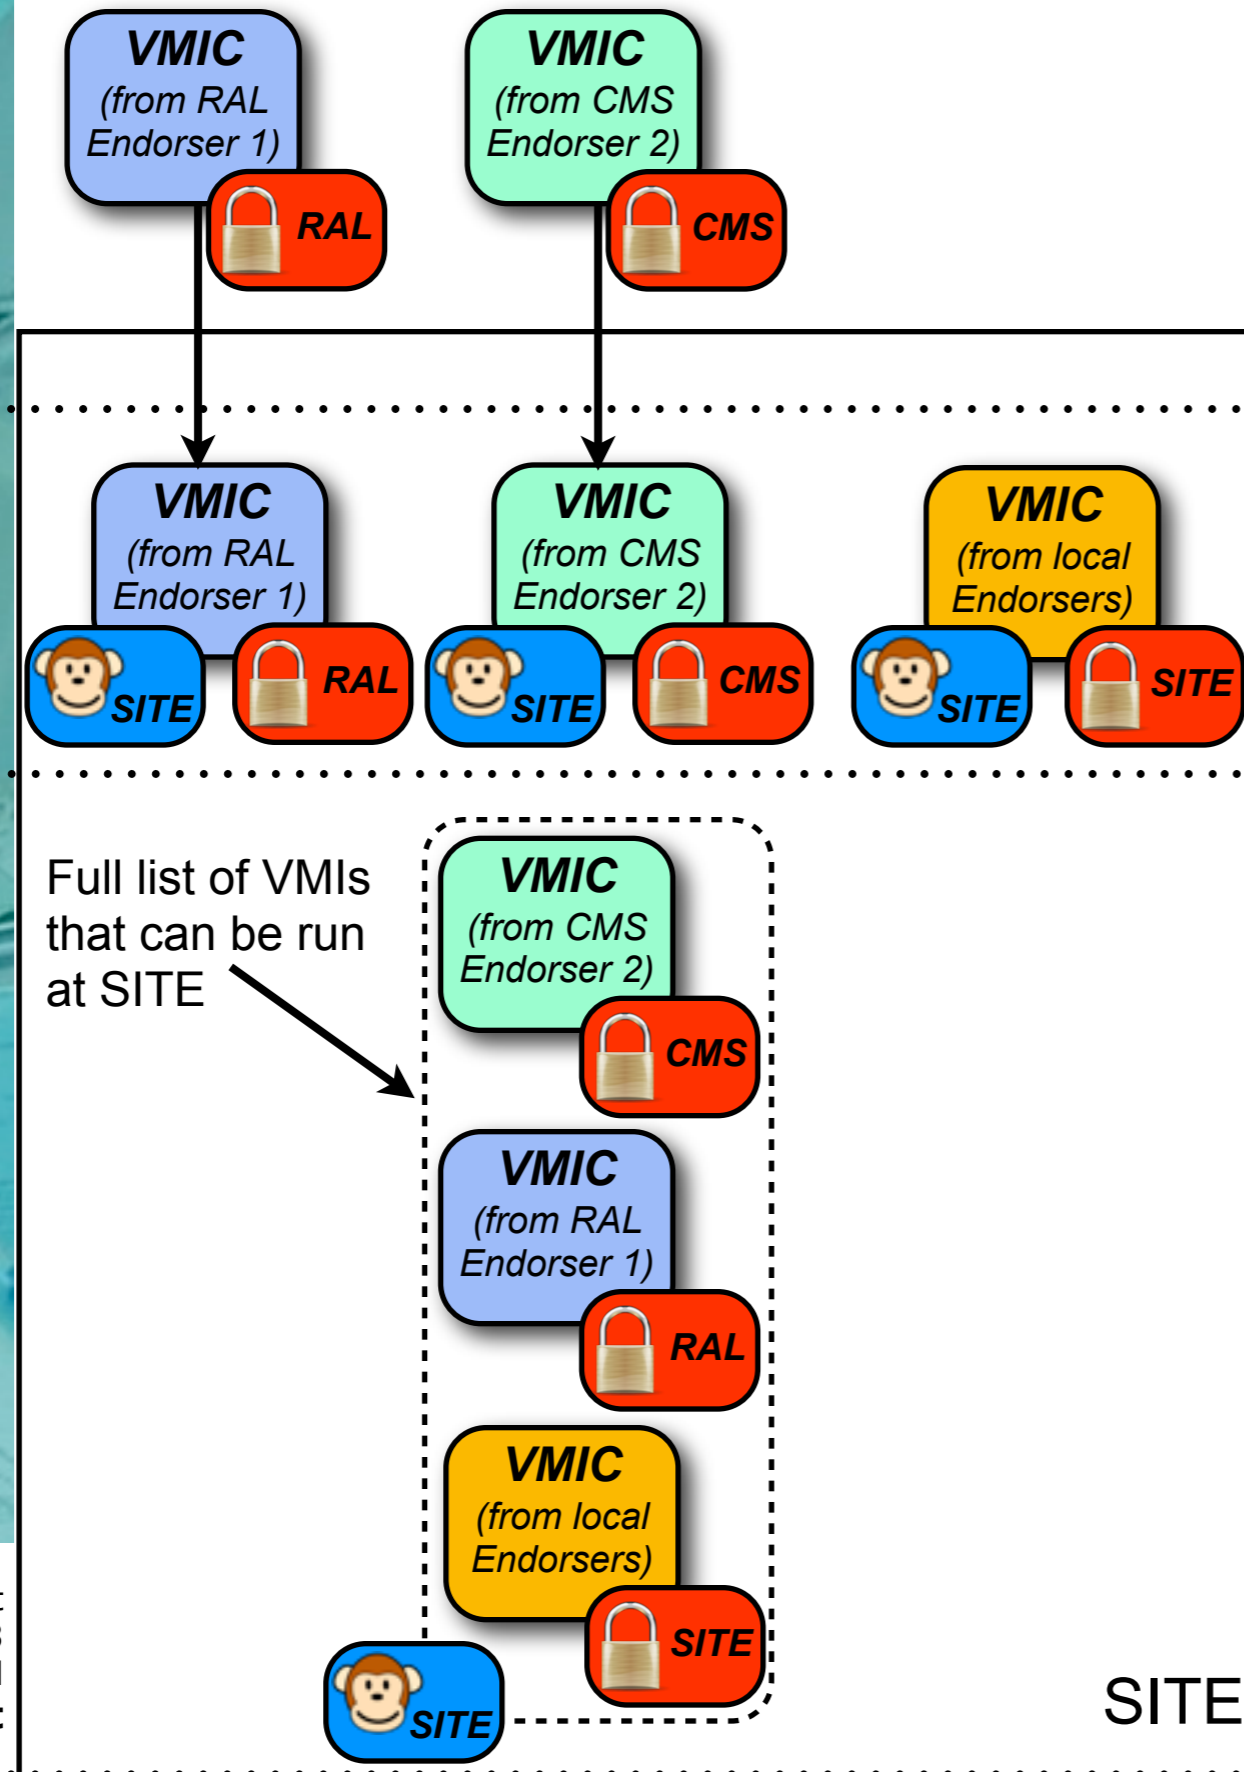 VMIC
(from RAL
Endorser 1)
RAL
VMIC
(from CMS
Endorser 2)
CMS
VMIC
(from RAL
Endorser 1)
SITE
RAL
VMIC
(from CMS
Endorser 2)
SITE
CMS
VMIC
(from local
Endorsers)
SITE
SITE
Full list of VMIs
that can be run
at SITE
VMIC
(from CMS
Endorser 2)
CMS
VMIC
(from RAL
Endorser 1)
RAL
VMIC
(from local
Endorsers)
SITE
SITE
SITE